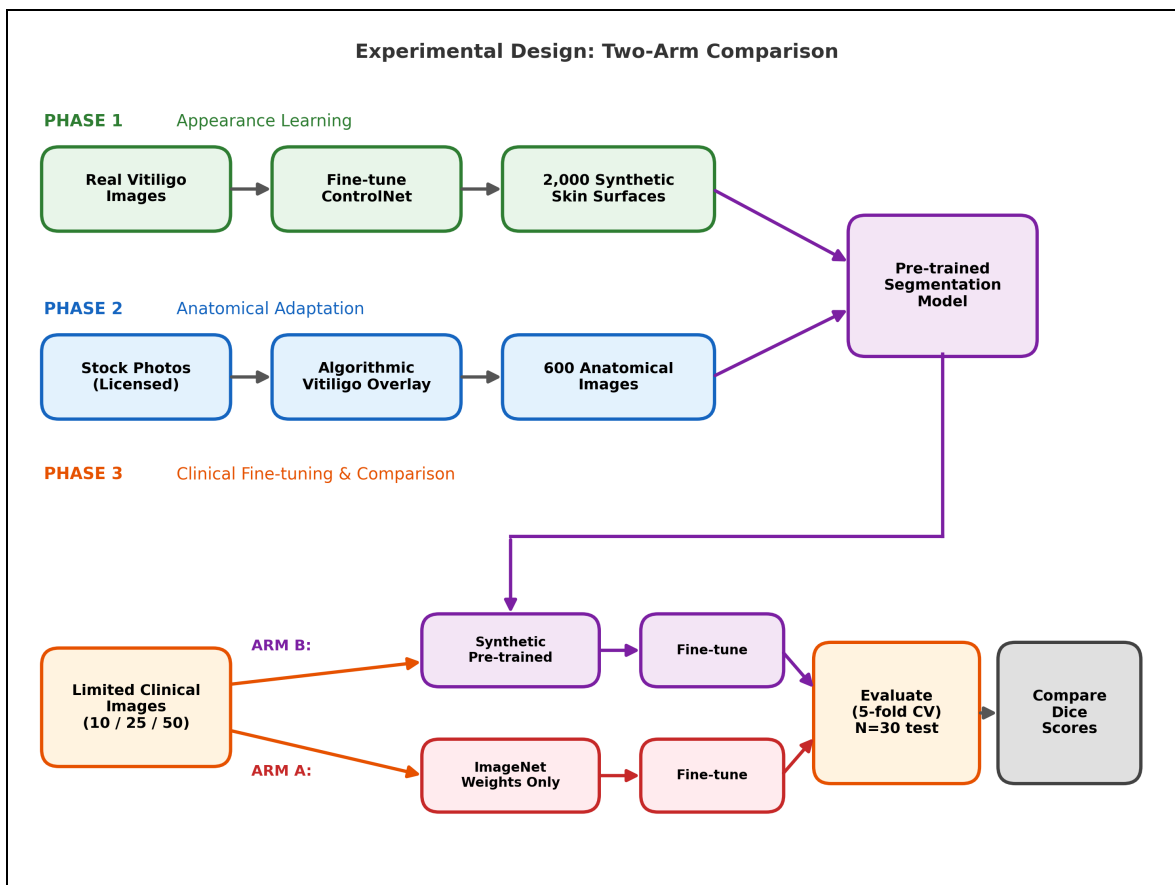 Experimental Design: Two-Arm Comparison
PHASE 1 Appearance Learning
Real Vitiligo
Images
Fine-tune
ControlNet
2,000 Synthetic
Skin Surfaces
Pre-trained
Segmentation
Model
PHASE 2 Anatomical Adaptation
Stock Photos
(Licensed)
Algorithmic
Vitiligo Overlay
600 Anatomical
Images
PHASE 3 Clinical Fine-tuning & Comparison
Limited Clinical
Images
(10 / 25 / 50)
ARM B:
Synthetic
Pre-trained
Fine-tune
ARM A:
ImageNet
Weights Only
Fine-tune
Evaluate
(5-fold CV)
N=30 test
Compare
Dice
Scores